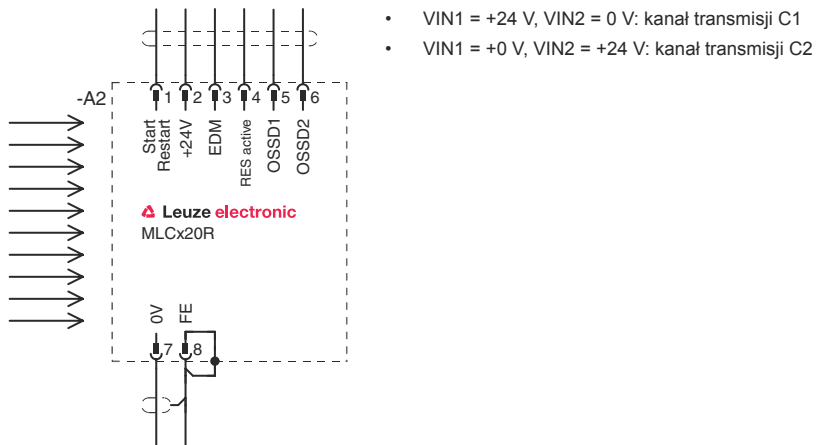 • VIN1 = +24 V, VIN2 = 0 V: kanał transmisji C1
• VIN1 = +0 V, VIN2 = +24 V: kanał transmisji C2
-A2
1 2 3 4 5 6
Start
Restart
+24V
EDM
RES active
OSSD1
OSSD2
Leuze electronic
MLCx20R
0V
FE
7 8